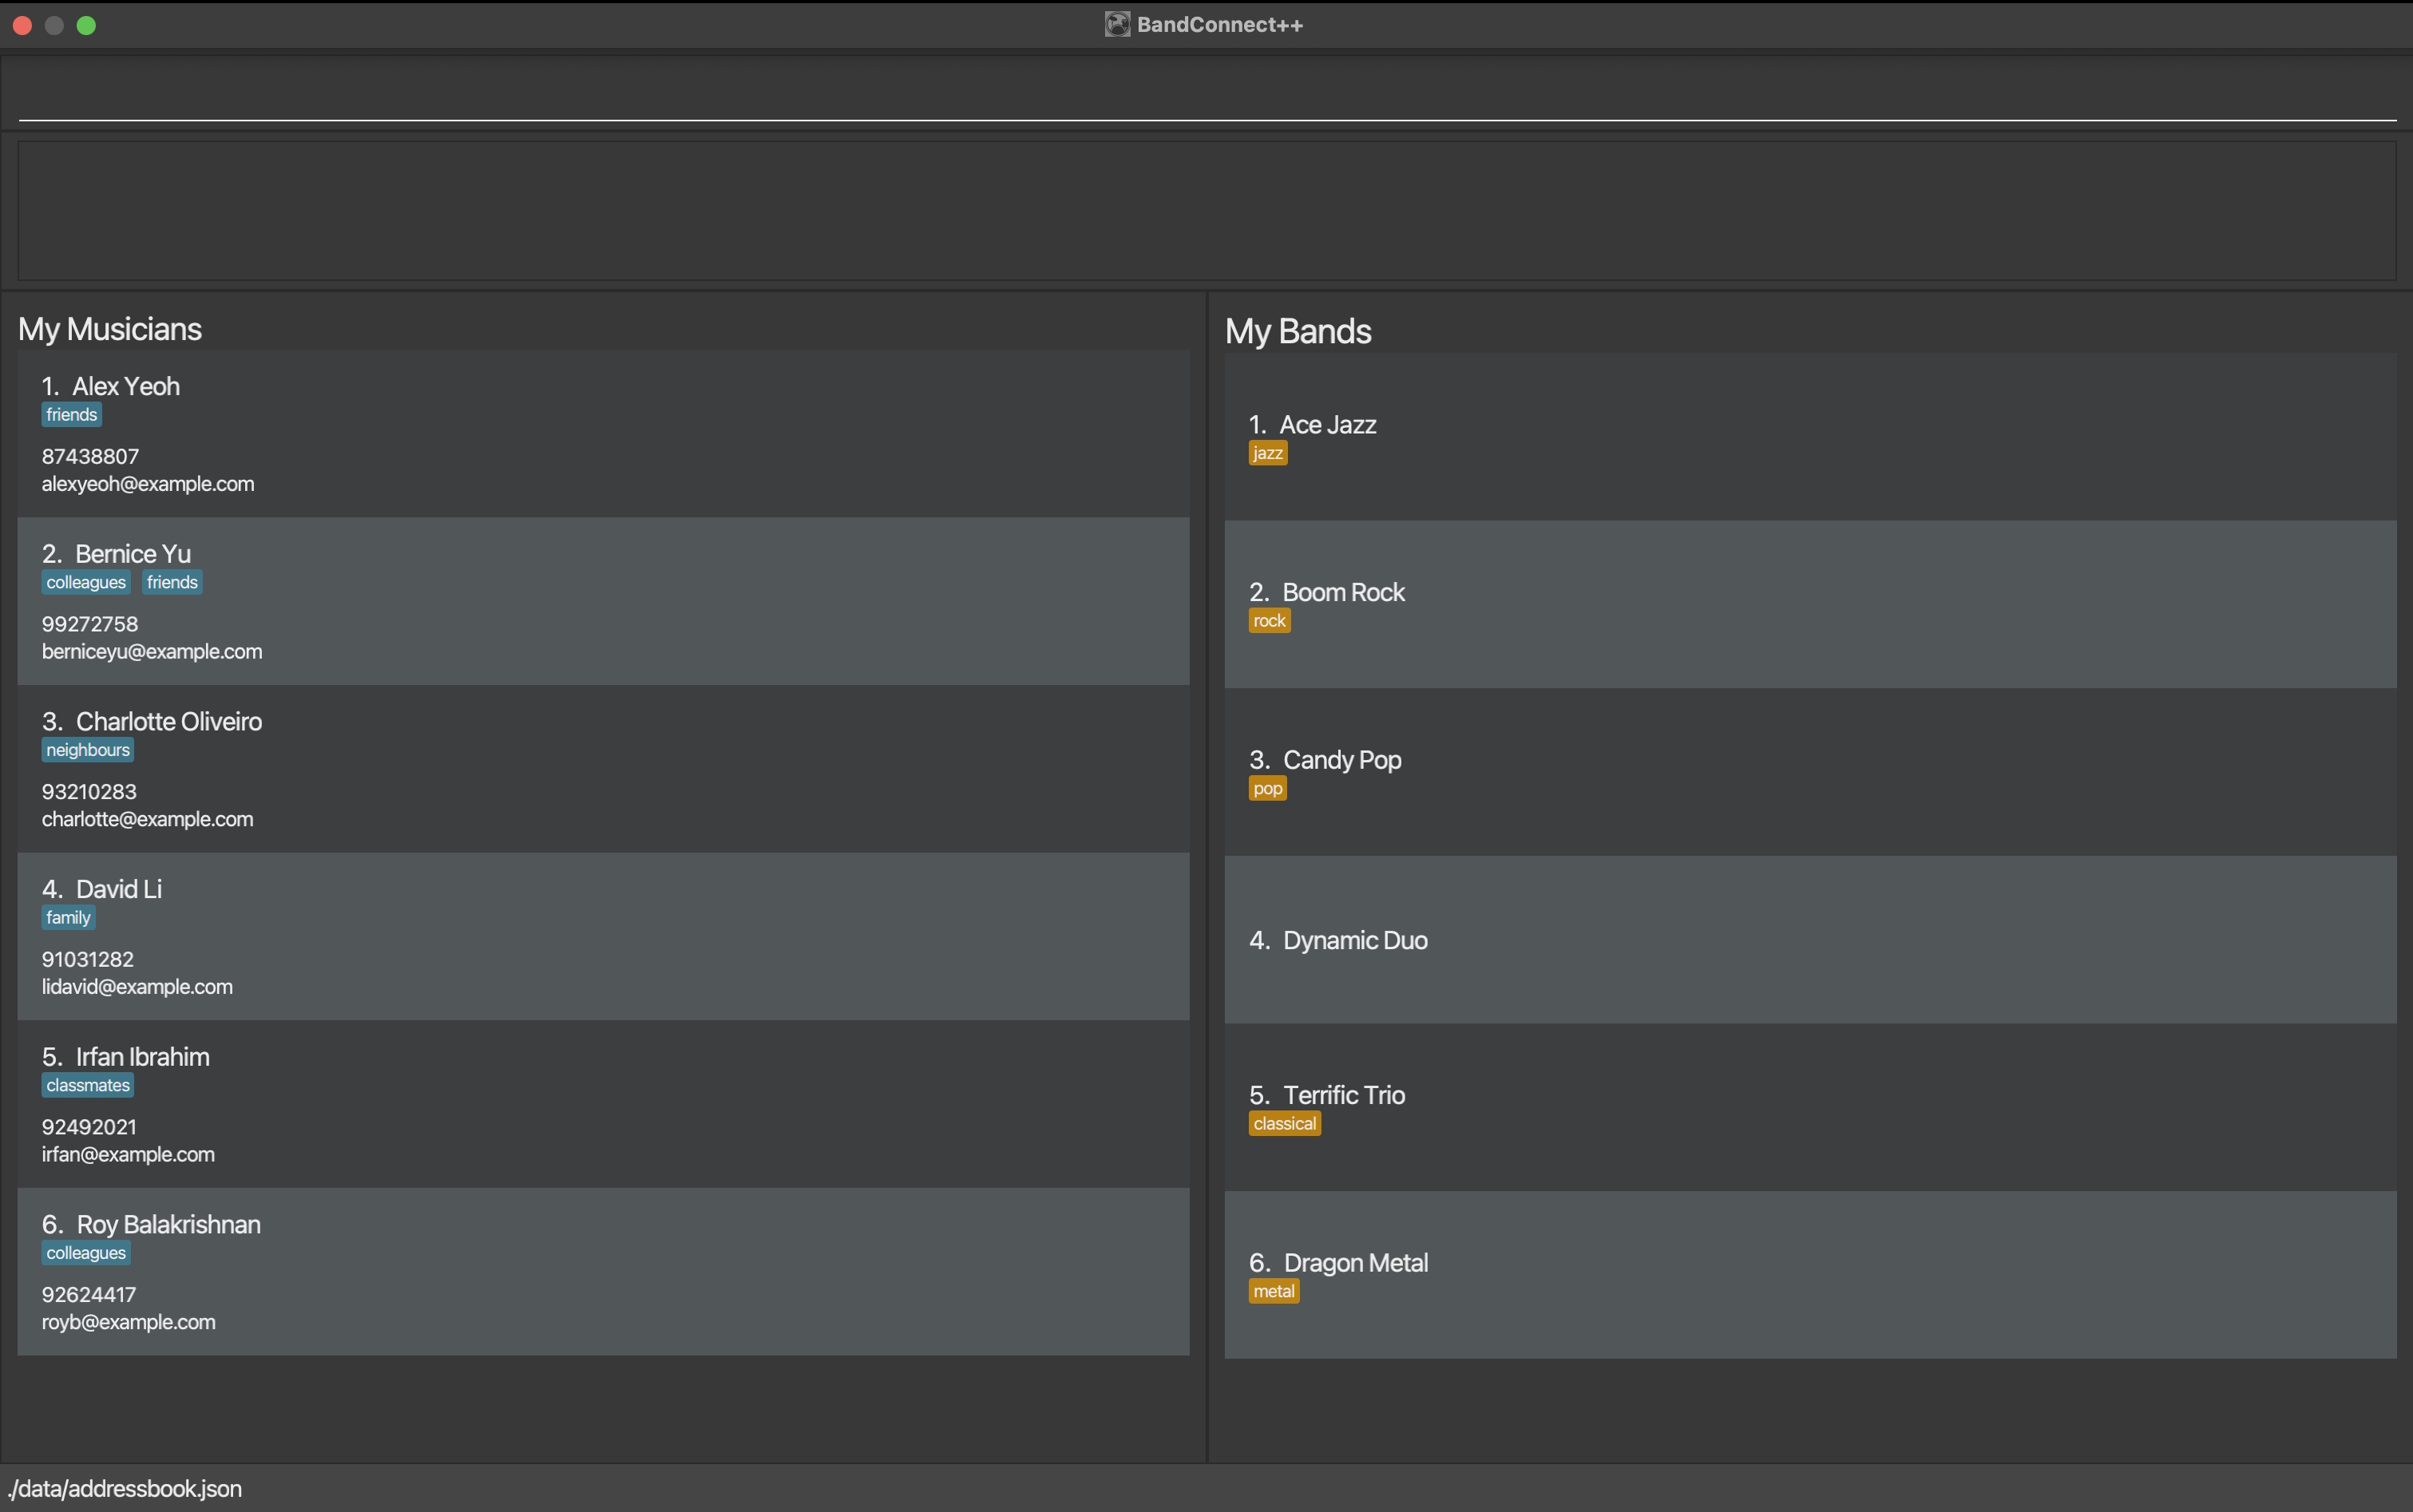 BandConnect++
My Musicians
1. Alex Yeoh
friends
87438807
alexyeoh@example.com
2. Bernice Yu
colleagues friends
99272758
berniceyu@example.com
3. Charlotte Oliveiro
neighbours
93210283
charlotte@example.com
4. David Li
family
91031282
lidavid@example.com
5. Irfan Ibrahim
classmates
92492021
irfan@example.com
6. Roy Balakrishnan
colleagues
92624417
royb@example.com
My Bands
1. Ace Jazz
jazz
2. Boom Rock
rock
3. Candy Pop
pop
4. Dynamic Duo
5. Terrific Trio
classical
6. Dragon Metal
metal
./data/addressbook.json